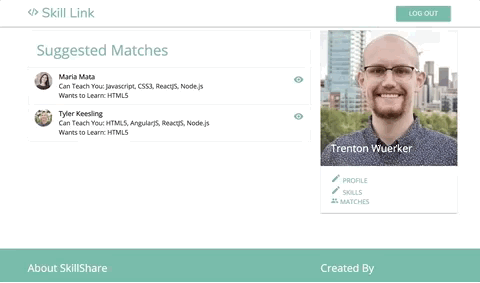 </> Skill Link
LOG OUT
Suggested Matches
Maria Mata
Can Teach You: Javascript, CSS3, ReactJS, Node.js
Wants to Learn: HTML5
Tyler Keesling
Can Teach You: HTML5, AngularJS, ReactJS, Node.js
Wants to Learn: HTML5
Trenton Wuerker
PROFILE
SKILLS
MATCHES
About SkillShare
Created By